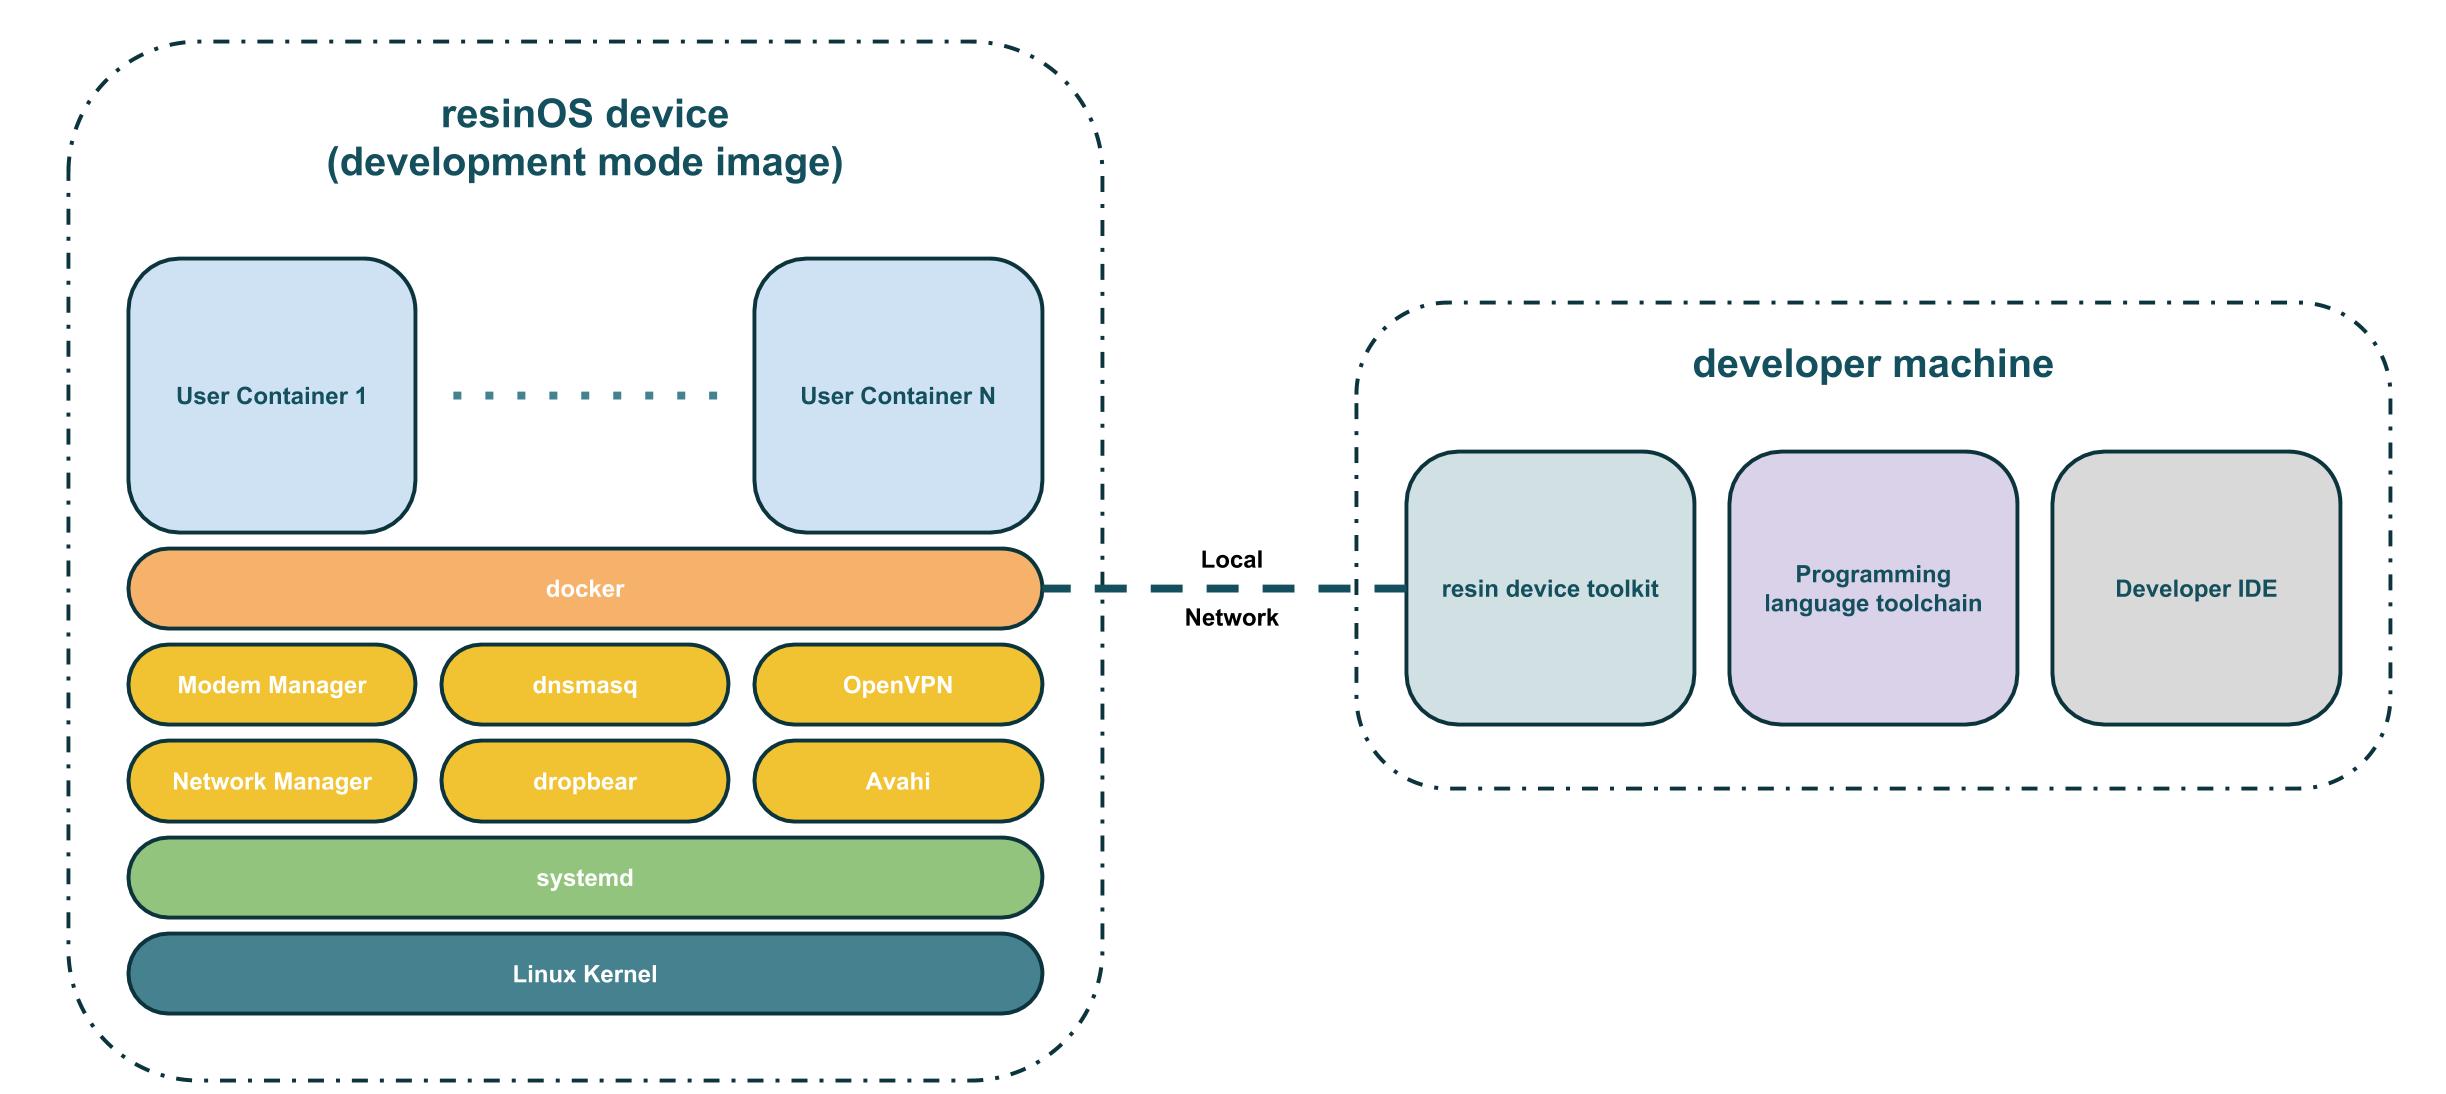 resinOS device
(development mode image)
User Container 1
User Container N
docker
Modem Manager
dnsmasq
OpenVPN
Network Manager
dropbear
Avahi
systemd
Linux Kernel
Local
Network
developer machine
resin device toolkit
Programming
language toolchain
Developer IDE